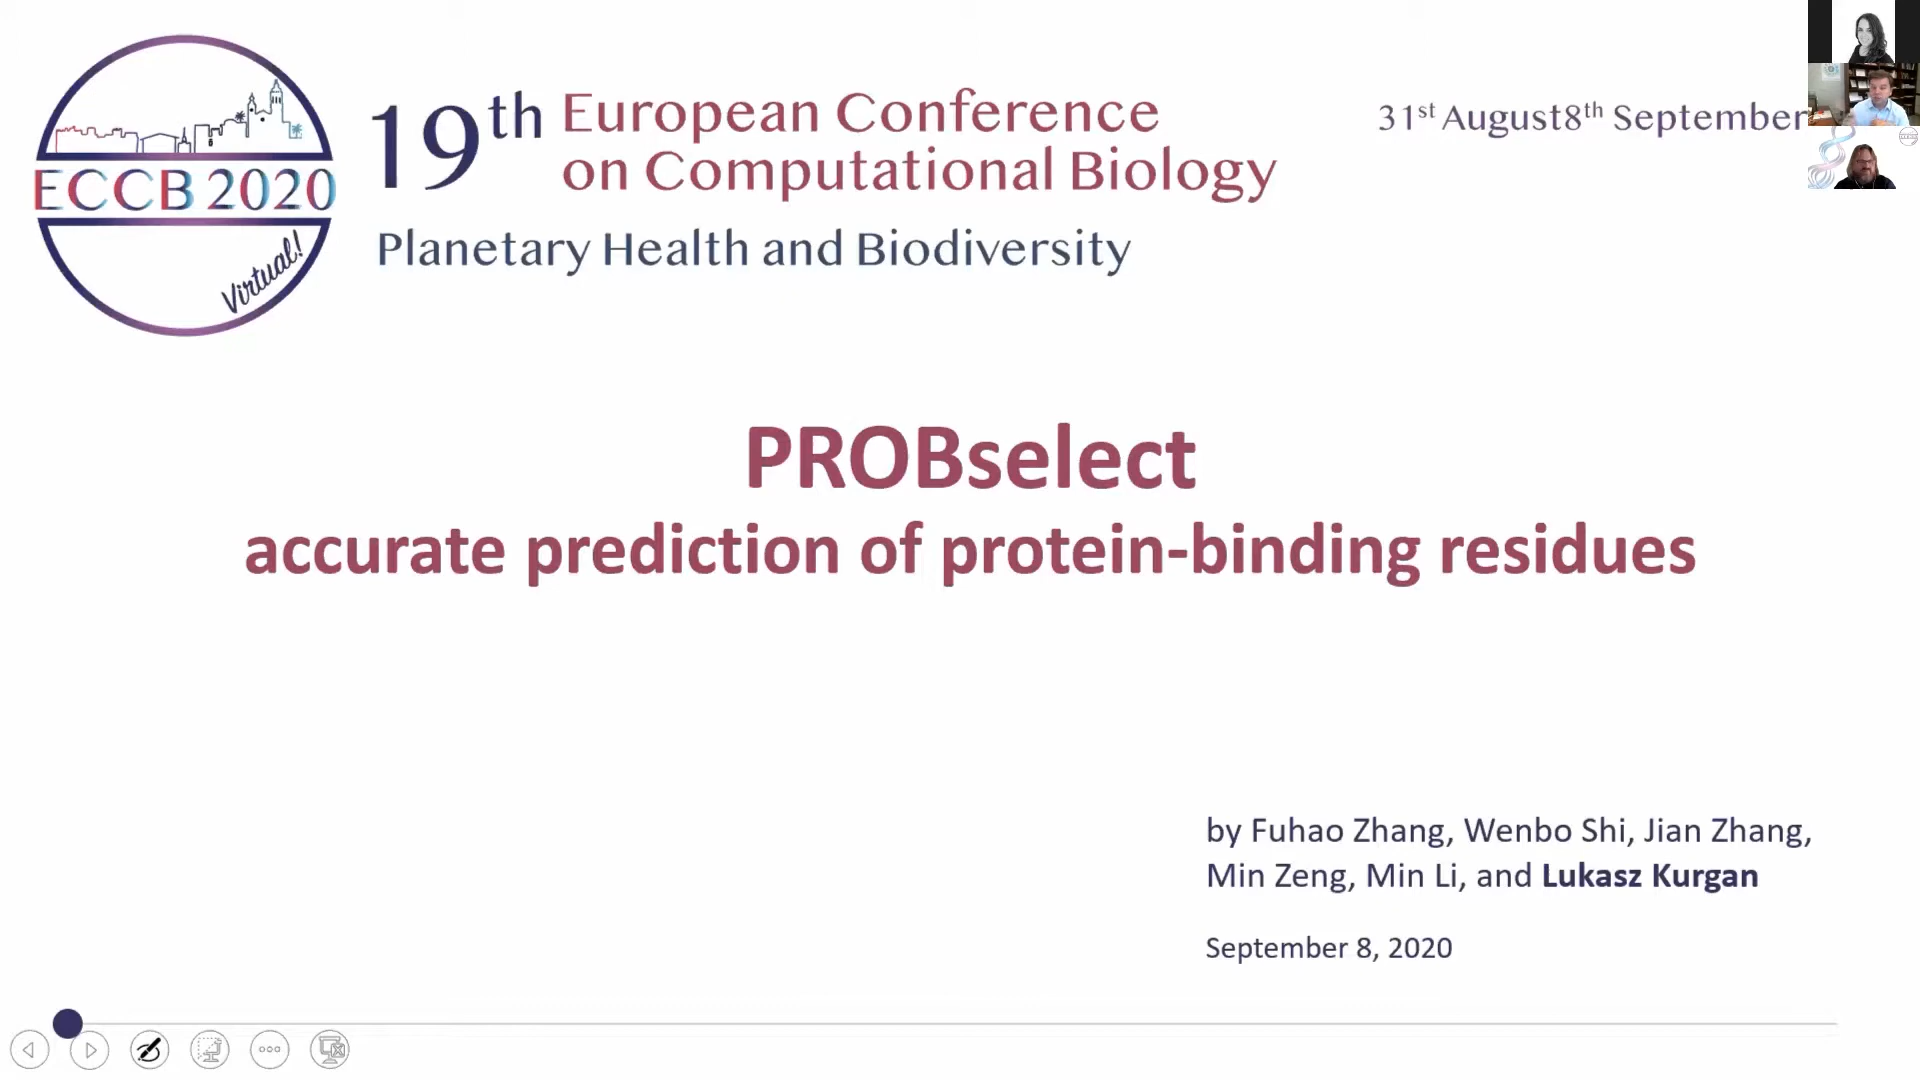 ECCB 2020
Virtual!
19th European Conference
on Computational Biology
Planetary Health and Biodiversity
31st August8th September
PROBselect
accurate prediction of protein-binding residues
by Fuhao Zhang, Wenbo Shi, Jian Zhang,
Min Zeng, Min Li, and Lukasz Kurgan
September 8, 2020